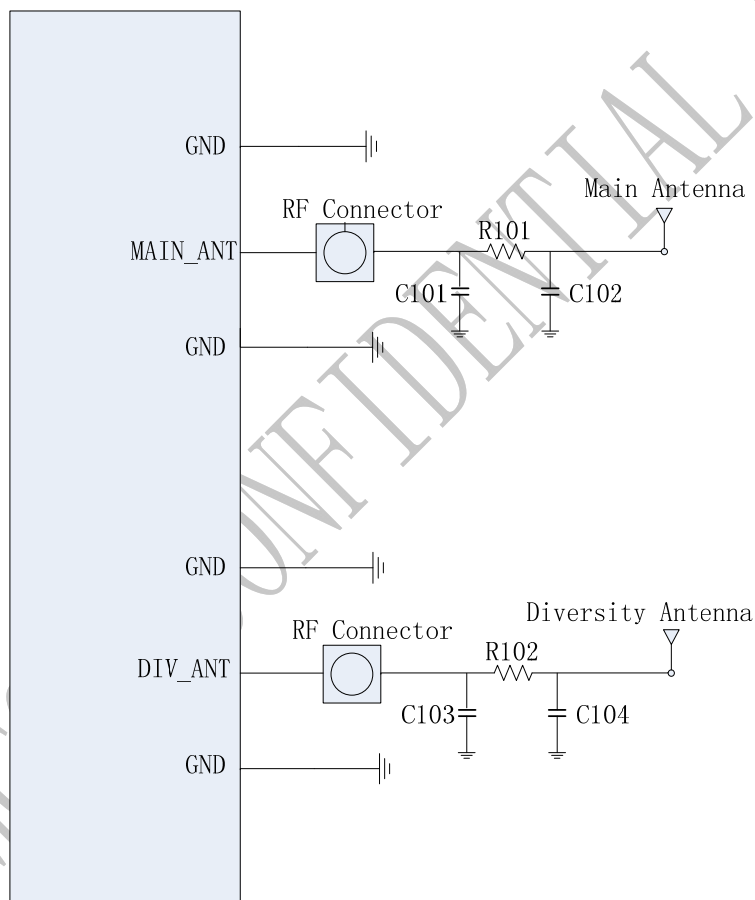 GND
Main Antenna
RF Connector
R101
MAIN_ANT
C101
C102
GND
CONFIDENTIAL
GND
Diversity Antenna
RF Connector
R102
DIV_ANT
C103
C104
GND